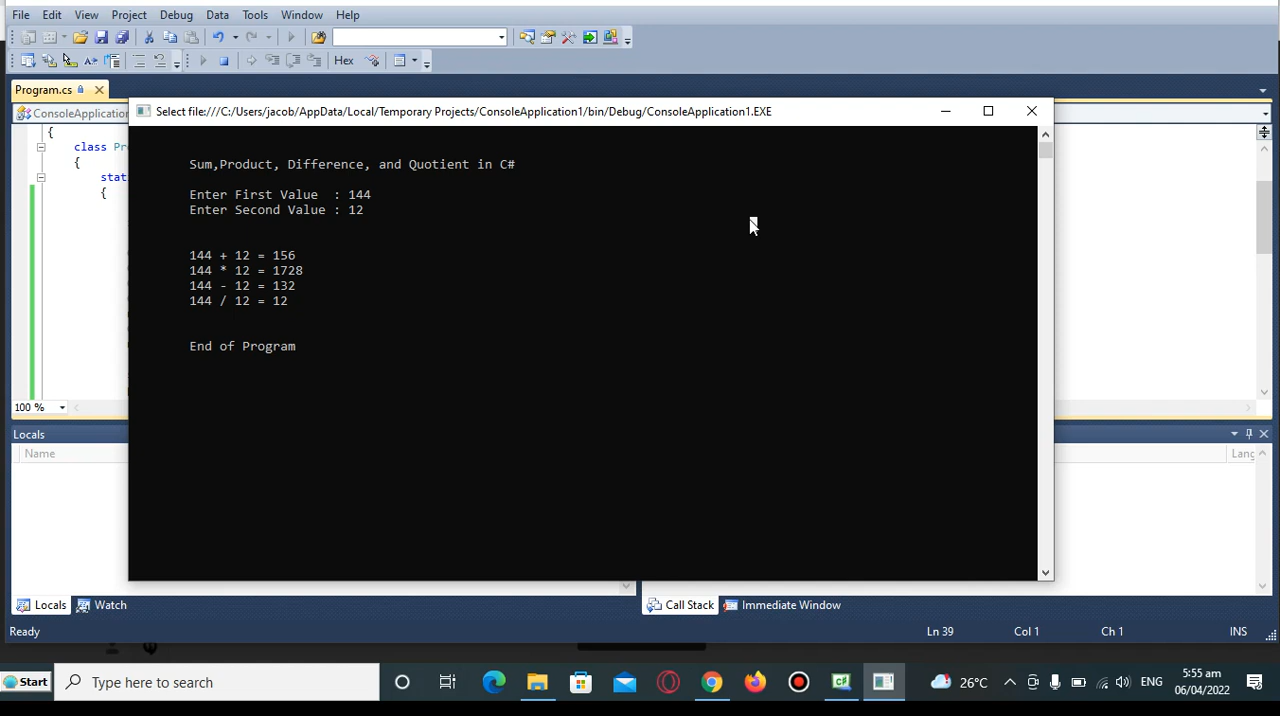 File Edit View Project Debug Data Tools Window Help
Hex
Program.cs
ConsoleApplication
Select file:///C:/Users/jacob/AppData/Local/Temporary Projects/ConsoleApplication1/bin/Debug/ConsoleApplication1.EXE
{
class Pr
{
stat
{
Sum,Product, Difference, and Quotient in C#
Enter First Value  : 144
Enter Second Value : 12
144 + 12 = 156
144 * 12 = 1728
144 - 12 = 132
144 / 12 = 12
End of Program
100 %
Locals
Name
Lang
Locals Watch
Call Stack Immediate Window
Ready
Ln 39 Col 1 Ch 1 INS
Start Type here to search 26°C ENG 5:55 am
06/04/2022